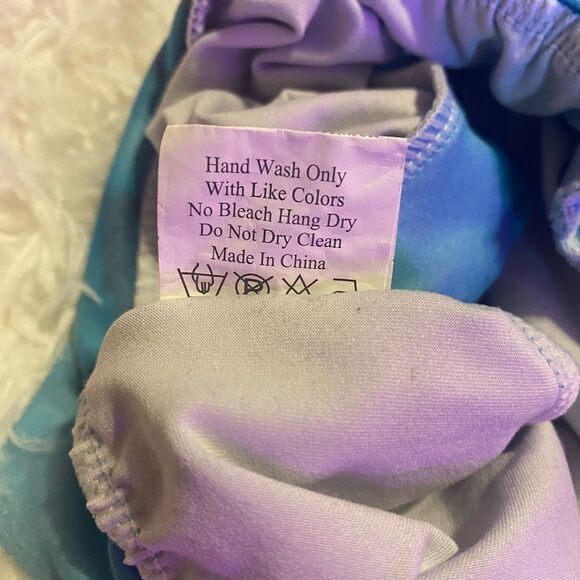 Hand Wash Only
With Like Colors
No Bleach Hang Dry
Do Not Dry Clean
Made In China